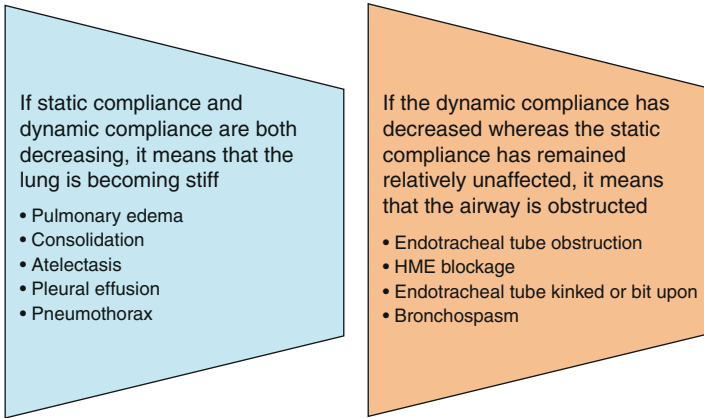 If static compliance and
dynamic compliance are both
decreasing, it means that the
lung is becoming stiff
• Pulmonary edema
• Consolidation
• Atelectasis
• Pleural effusion
• Pneumothorax
If the dynamic compliance has
decreased whereas the static
compliance has remained
relatively unaffected, it means
that the airway is obstructed
• Endotracheal tube obstruction
• HME blockage
• Endotracheal tube kinked or bit upon
• Bronchospasm